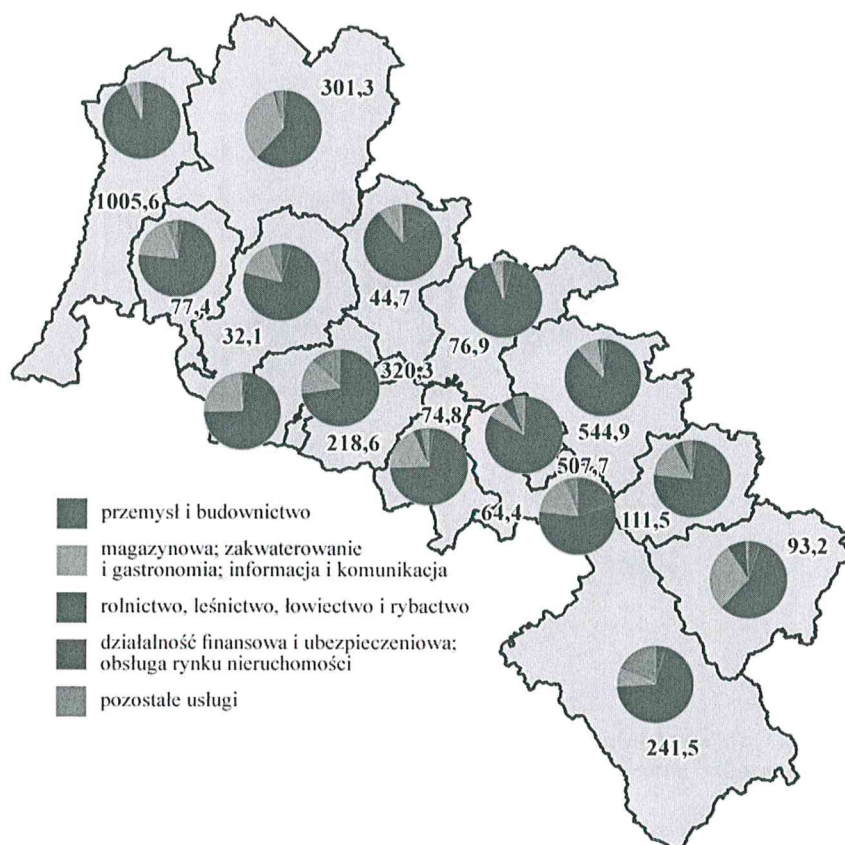 301,3
1005,6
77,4
32,1
44,7
76,9
320,3
74,8
218,6
544,9
507,7
64,4
111,5
93,2
241,5
przemysł i budownictwo
magazynowa; zakwaterowanie
i gastronomia; informacja i komunikacja
rolnictwo, leśnictwo, łowiectwo i rybactwo
działalność finansowa i ubezpieczeniowa;
obsługa rynku nieruchomości
pozostałe usługi